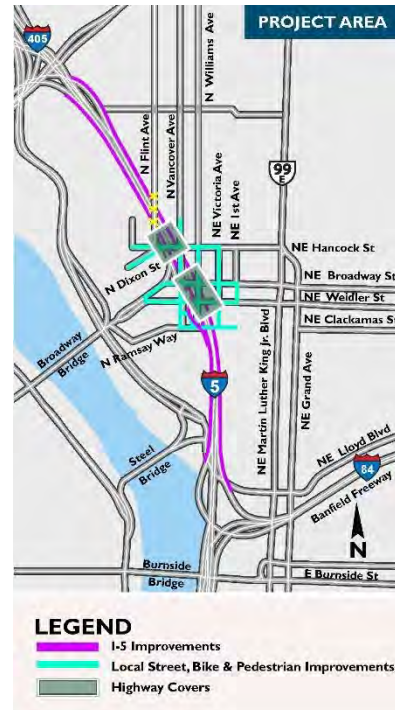 PROJECT AREA
405
N Williams Ave
N Flint Ave
N Vancouver Ave
NE Victoria Ave
NE 1st Ave
99
E
NE Hancock St
N Dixon St
NE Broadway St
NE Weidler St
NE Clackamas St
N Ramsay Way
Broadway
Bridge
5
NE Martin Luther King Jr. Blvd
NE Grand Ave
Steel
Bridge
NE Lloyd Blvd
84
Banfield Freeway
N
Burnside
Bridge
E Burnside St
LEGEND
I-5 Improvements
Local Street, Bike & Pedestrian Improvements
Highway Covers